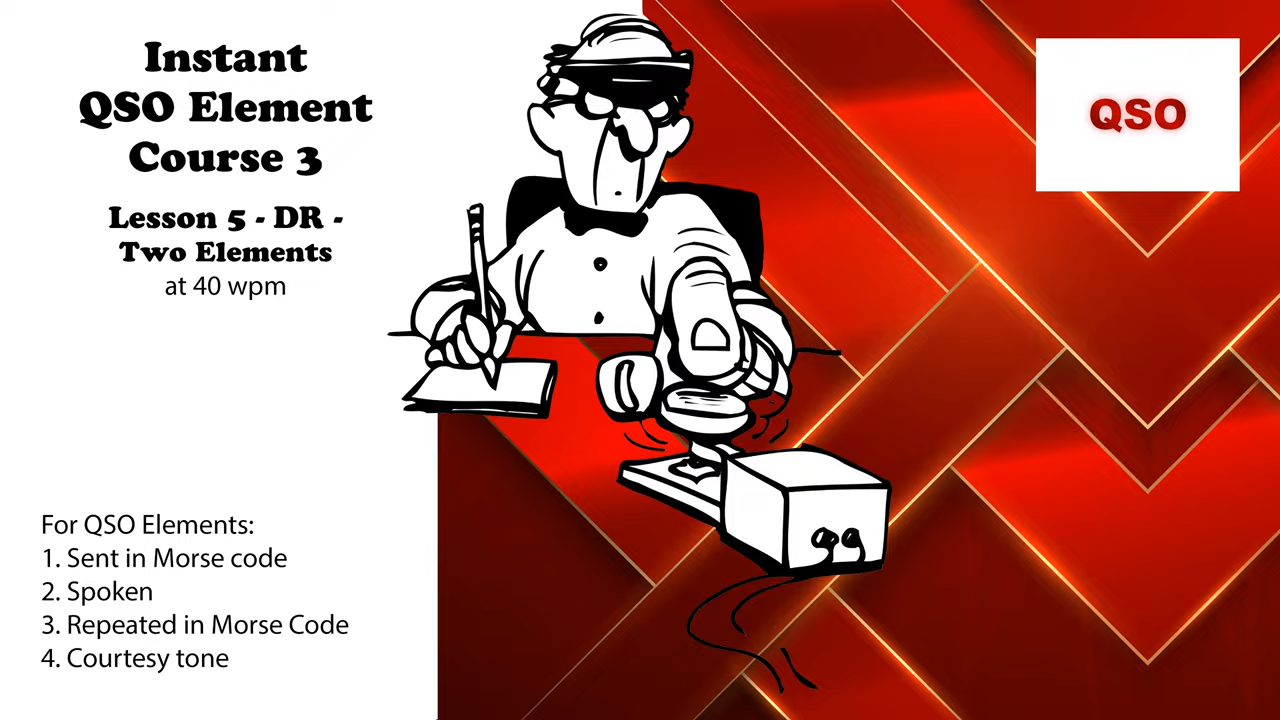 Instant
QSO Element
Course 3
Lesson 5 - DR -
Two Elements
at 40 wpm
QSO
For QSO Elements:
1. Sent in Morse code
2. Spoken
3. Repeated in Morse Code
4. Courtesy tone